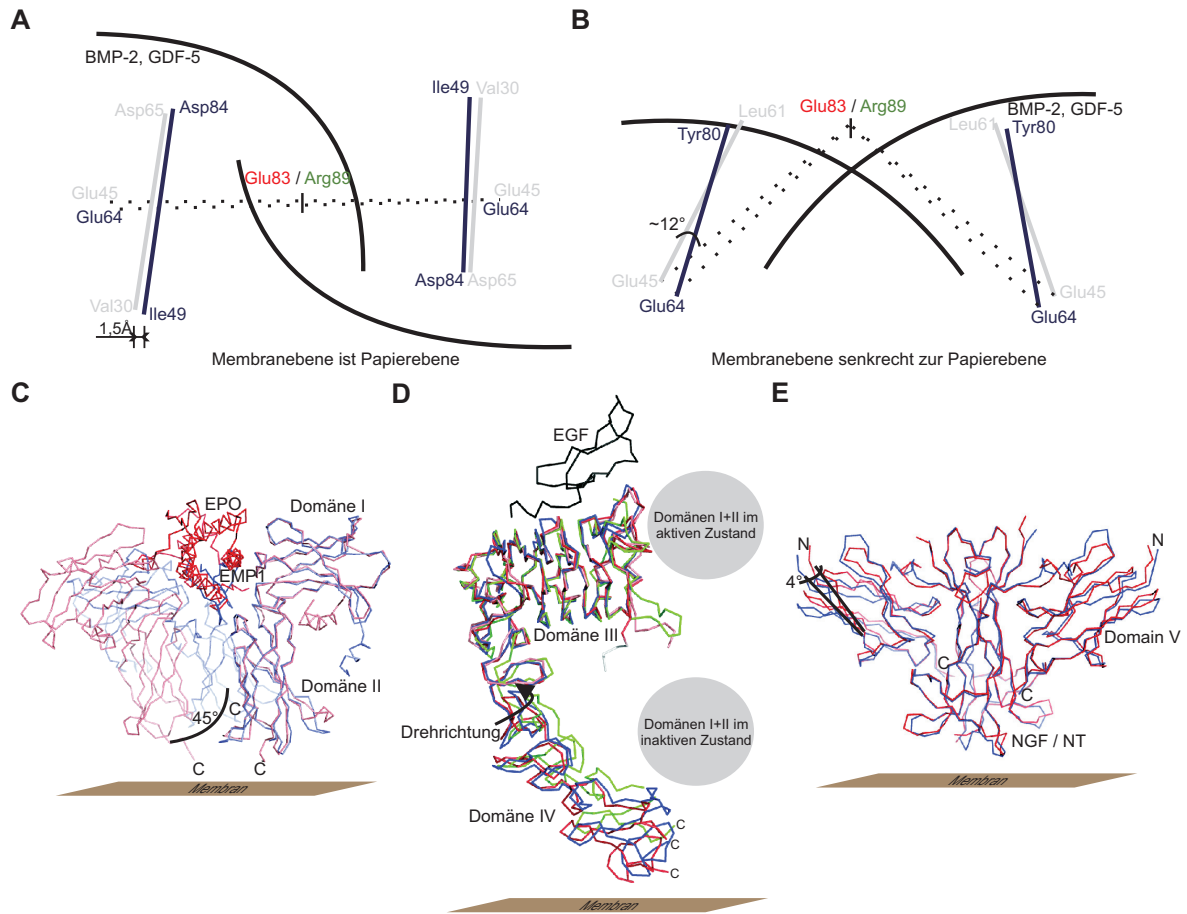 A
BMP-2, GDF-5
Asp65
Asp84
Ile49
Val30
Glu83 / Arg89
Glu45
Glu64
Glu45
Glu64
Asp84
Asp65
Val30
Ile49
1,5Å
Membranebene ist Papierebene
B
Glu83 / Arg89
BMP-2, GDF-5
Leu61
Tyr80
Leu61
Tyr80
~12°
Glu45
Glu64
Glu45
Glu64
Membranebene senkrecht zur Papierebene
C
EPO
Domäne I
EMP1
Domäne II
45°
C
C
C
Membran
D
EGF
Domänen I+II im
aktiven Zustand
Domäne III
Drehrichtung
Domänen I+II im
inaktiven Zustand
Domäne IV
C
C
C
Membran
E
N
N
4°
Domain V
C
C
NGF / NT
Membran